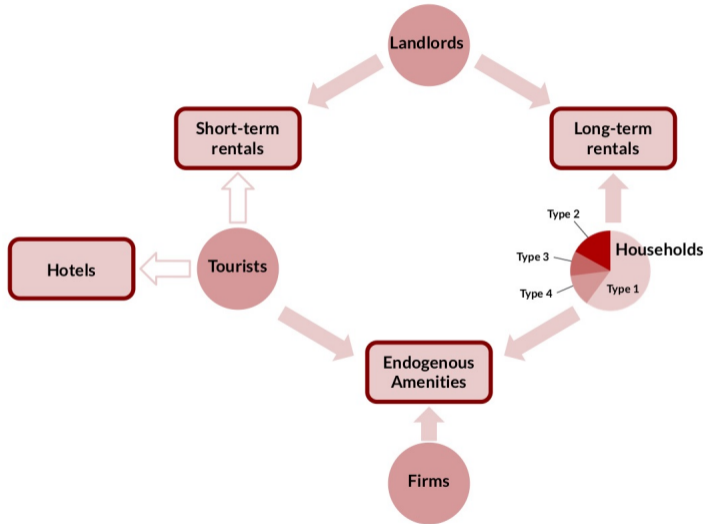 Landlords
Short-term
rentals
Long-term
rentals
Type 2
Households
Type 3
Type 1
Type 4
Hotels
Tourists
Endogenous
Amenities
Firms